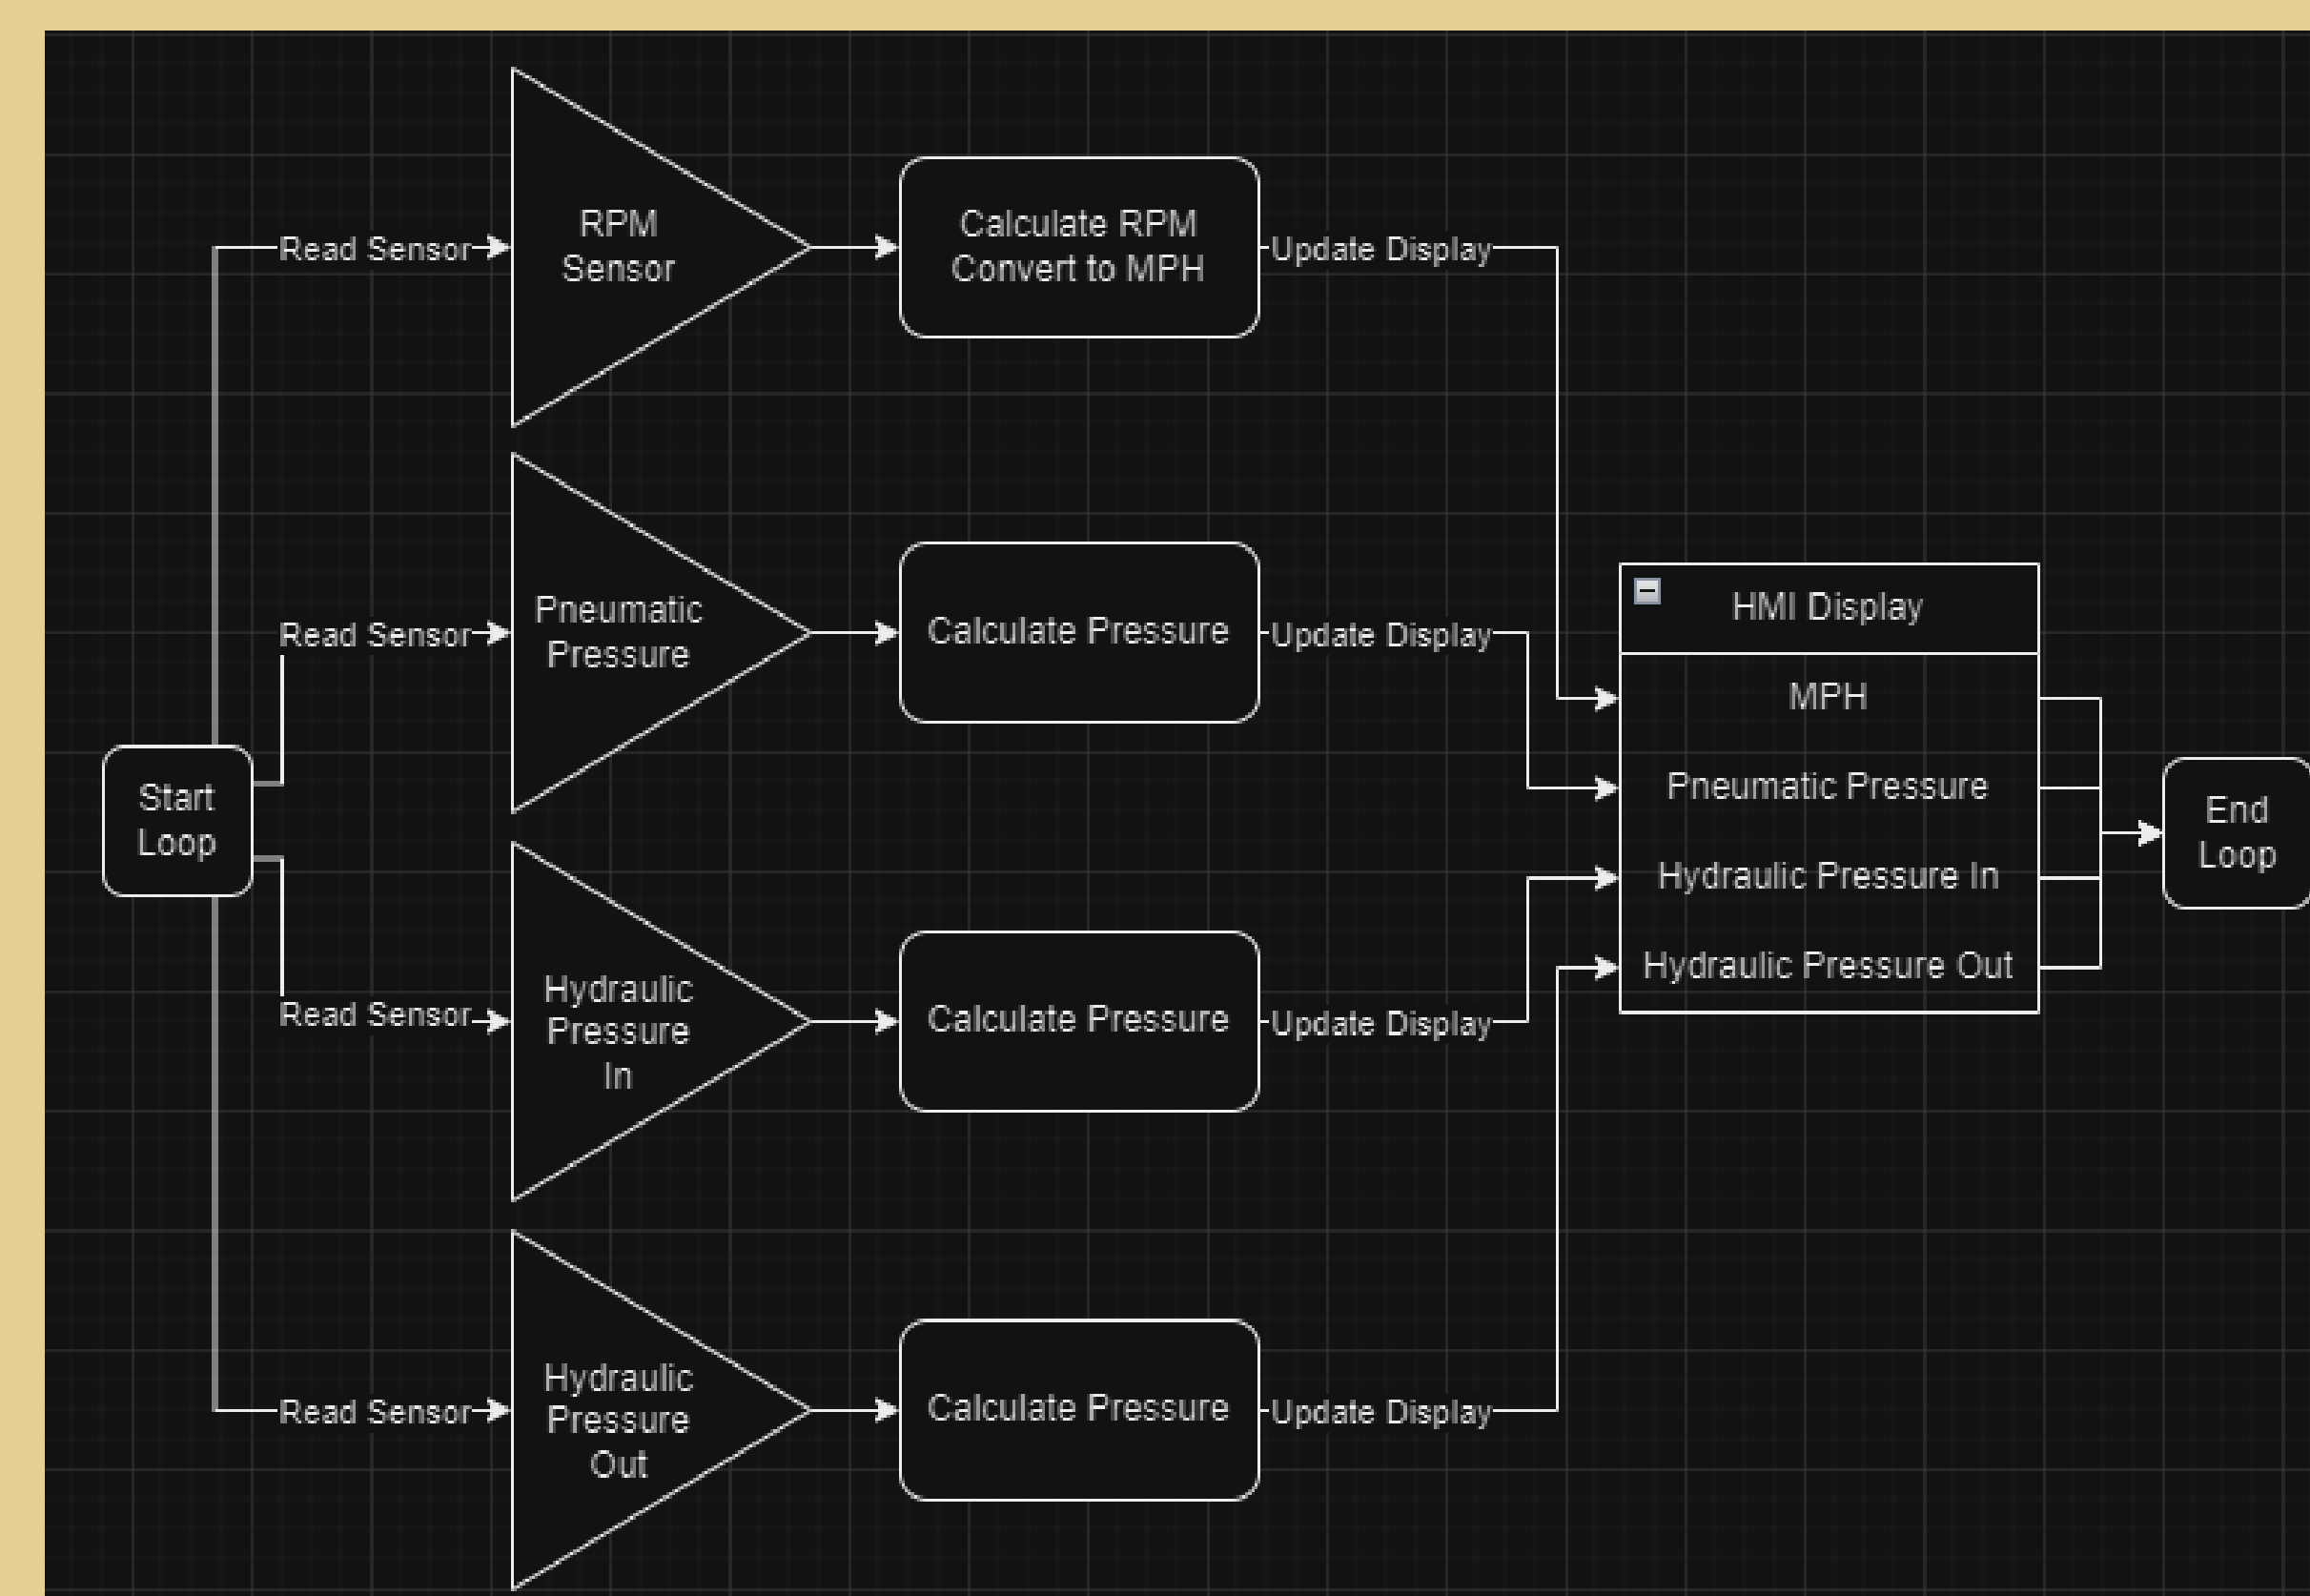 Read Sensor
RPM
Sensor
Calculate RPM
Convert to MPH
Update Display
Read Sensor
Pneumatic
Pressure
Calculate Pressure
Update Display
Start
Loop
Read Sensor
Hydraulic
Pressure
In
Calculate Pressure
Update Display
Read Sensor
Hydraulic
Pressure
Out
Calculate Pressure
Update Display
HMI Display
MPH
Pneumatic Pressure
Hydraulic Pressure In
Hydraulic Pressure Out
End
Loop